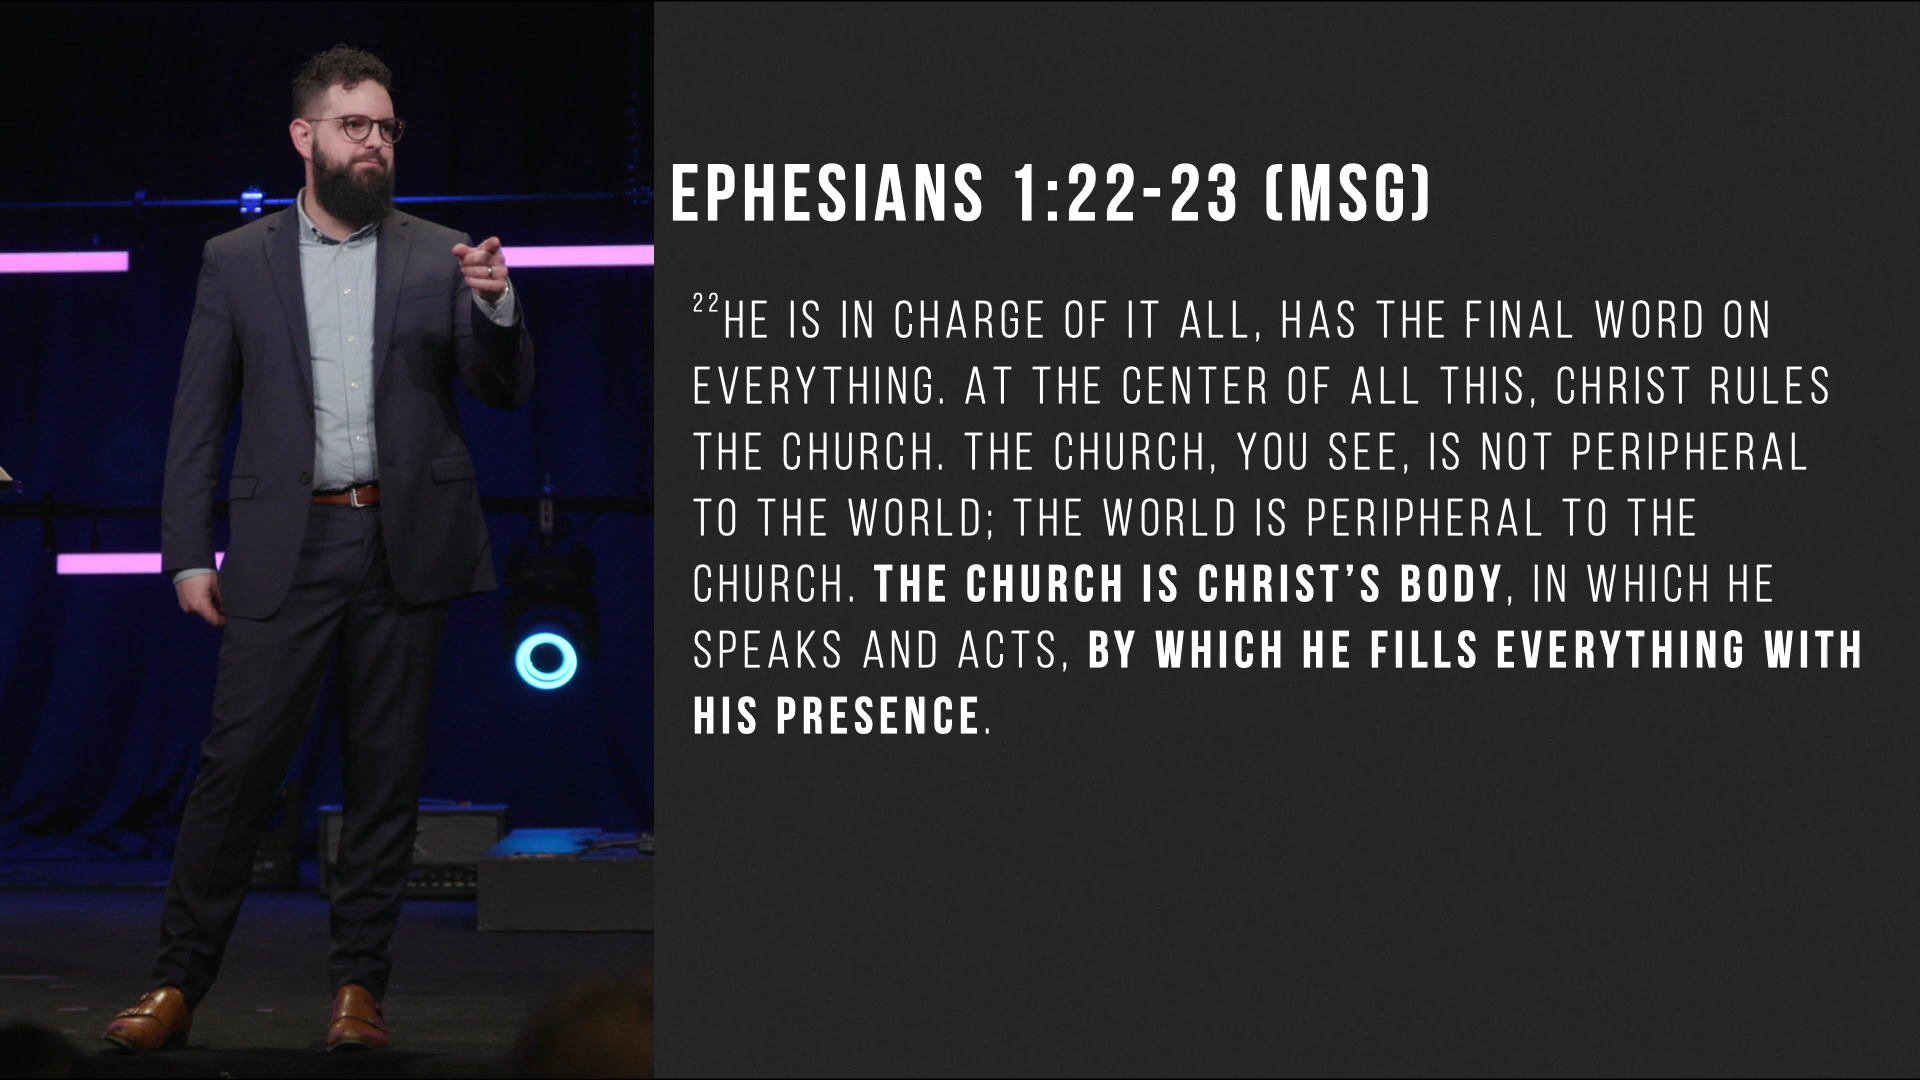 EPHESIANS 1:22-23 (MSG)
²²HE IS IN CHARGE OF IT ALL, HAS THE FINAL WORD ON
EVERYTHING. AT THE CENTER OF ALL THIS, CHRIST RULES
THE CHURCH. THE CHURCH, YOU SEE, IS NOT PERIPHERAL
TO THE WORLD; THE WORLD IS PERIPHERAL TO THE
CHURCH. THE CHURCH IS CHRIST’S BODY, IN WHICH HE
SPEAKS AND ACTS, BY WHICH HE FILLS EVERYTHING WITH
HIS PRESENCE.